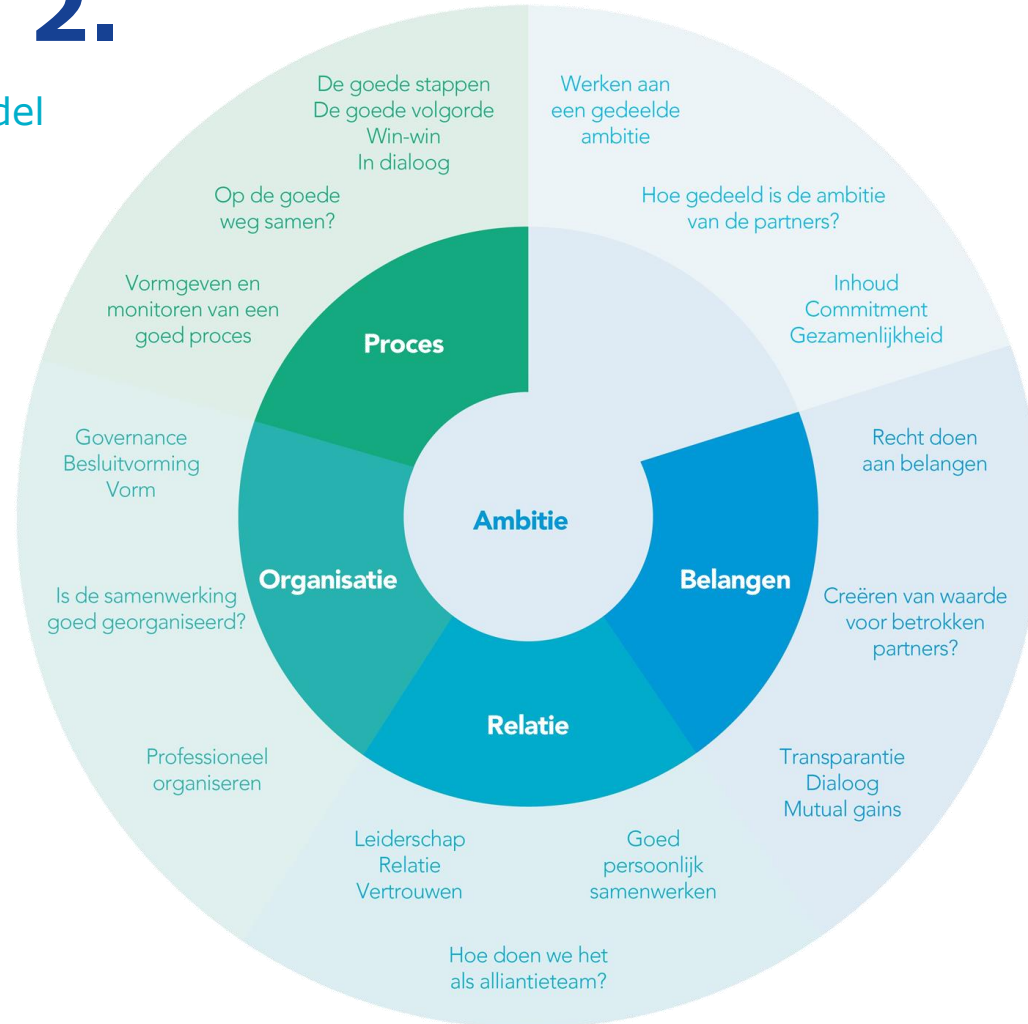 2.
del
De goede stappen
De goede volgorde
Win-win
In dialoog
Op de goede
weg samen?
Vormgeven en
monitoren van een
goed proces
Proces
Werken aan
een gedeelde
ambitie
Hoe gedeeld is de ambitie
van de partners?
Inhoud
Commitment
Gezamenlijkheid
Ambitie
Recht doen
aan belangen
Belangen
Creëren van waarde
voor betrokken
partners?
Transparantie
Dialoog
Mutual gains
Relatie
Goed
persoonlijk
samenwerken
Hoe doen we het
als alliantieteam?
Leiderschap
Relatie
Vertrouwen
Organisatie
Governance
Besluitvorming
Vorm
Is de samenwerking
goed georganiseerd?
Professioneel
organiseren